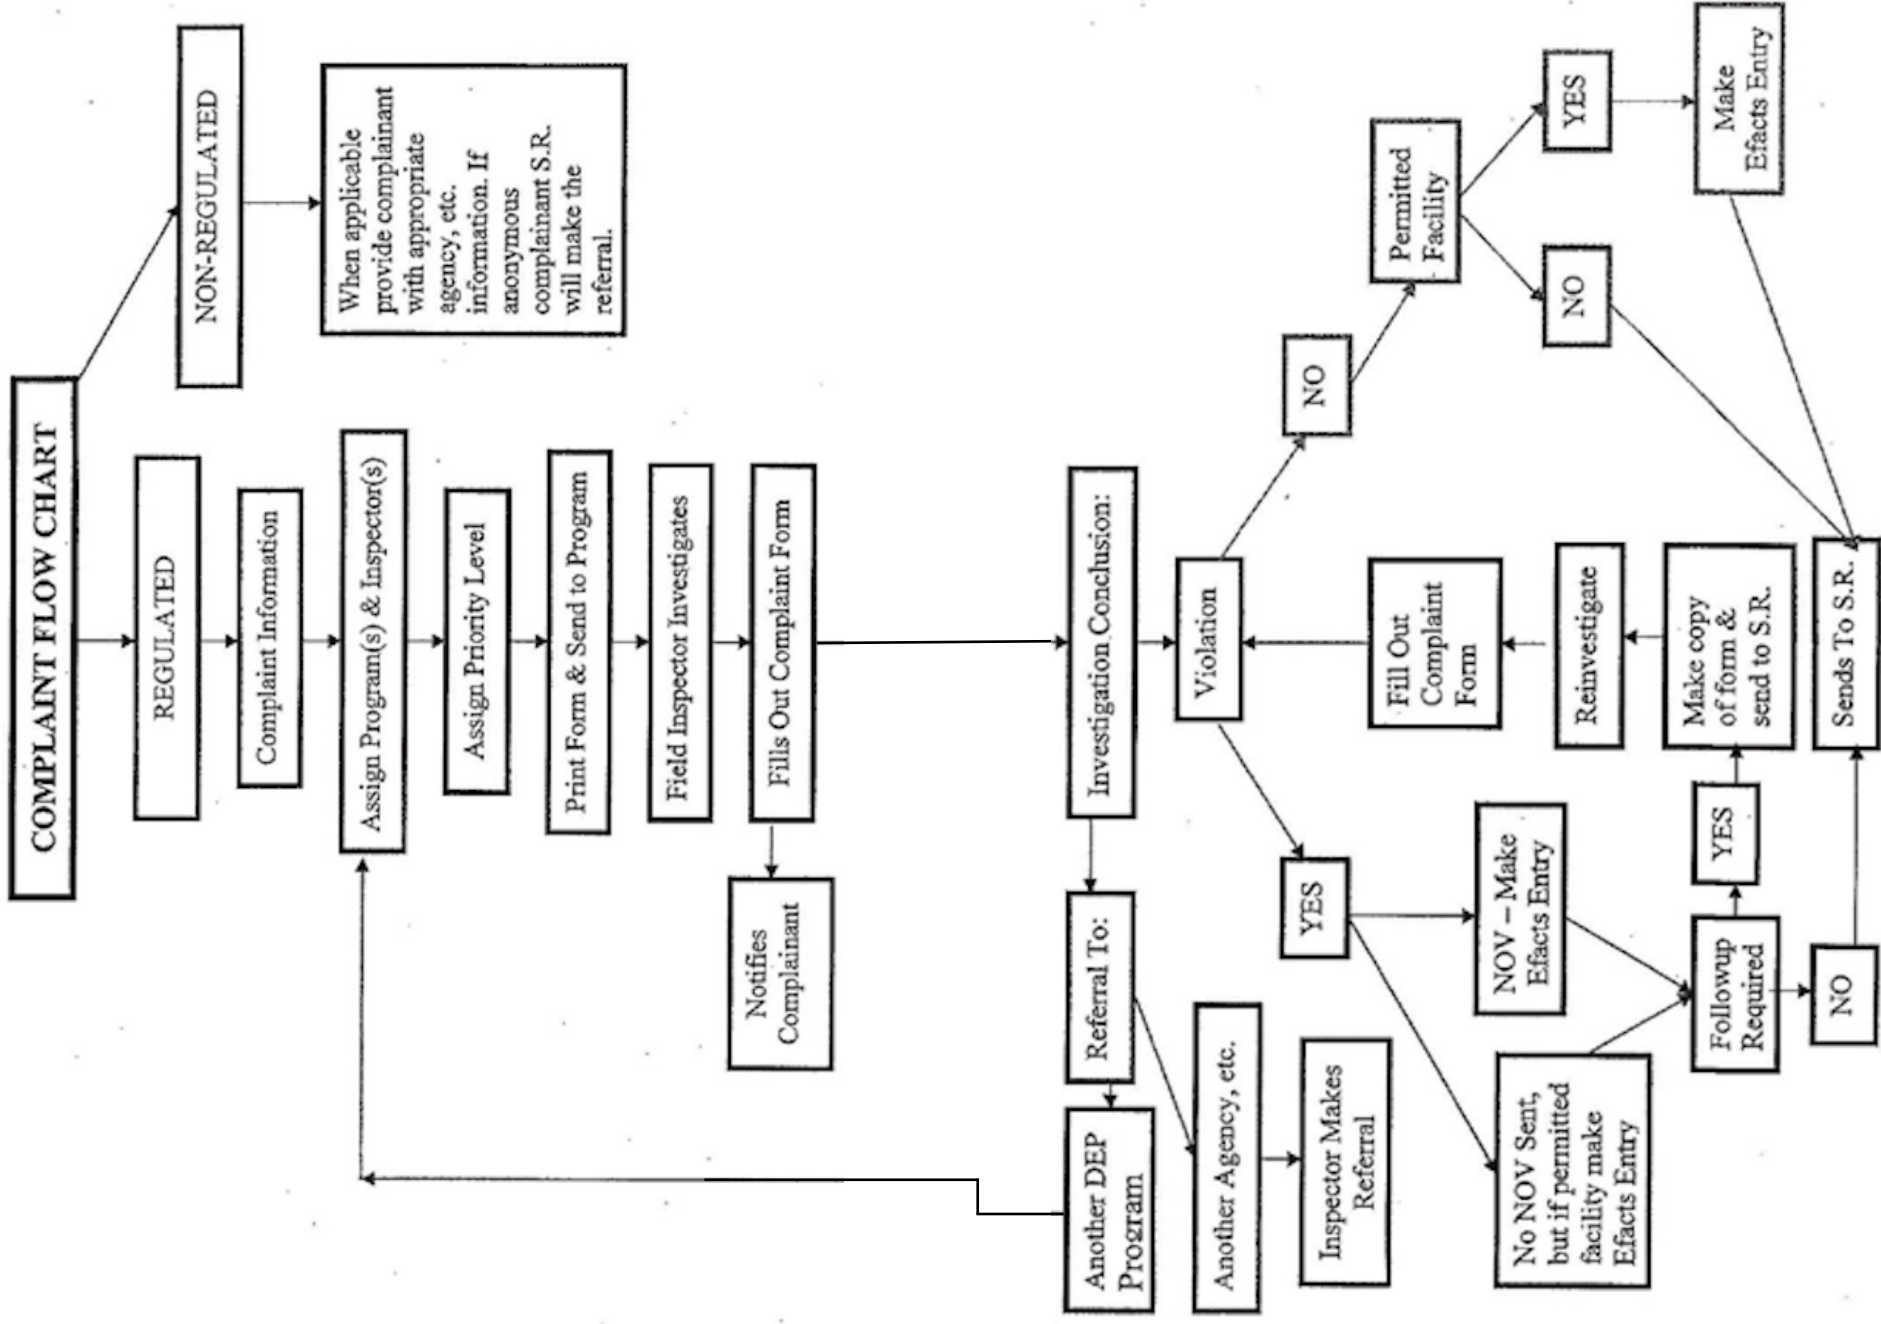 COMPLAINT FLOW CHART
REGULATED
NON-REGULATED
Complaint Information
When applicable
provide complainant
with appropriate
agency, etc.
information. If
anonymous
complainant S.R.
will make the
referral.
Assign Program(s) & Inspector(s)
Assign Priority Level
Print Form & Send to Program
Field Inspector Investigates
Fills Out Complaint Form
Notifies
Complainant
Investigation Conclusion:
Referral To:
Another DEP
Program
Another Agency, etc.
Inspector Makes
Referral
Violation
YES
NO
NOV – Make
Efacts Entry
No NOV Sent,
but if permitted
facility make
Efacts Entry
Fill Out
Complaint
Form
Permitted
Facility
Reinvestigate
NO
YES
Followup
Required
YES
Make copy
of form &
send to S.R.
Make
Efacts Entry
NO
Sends To S.R.